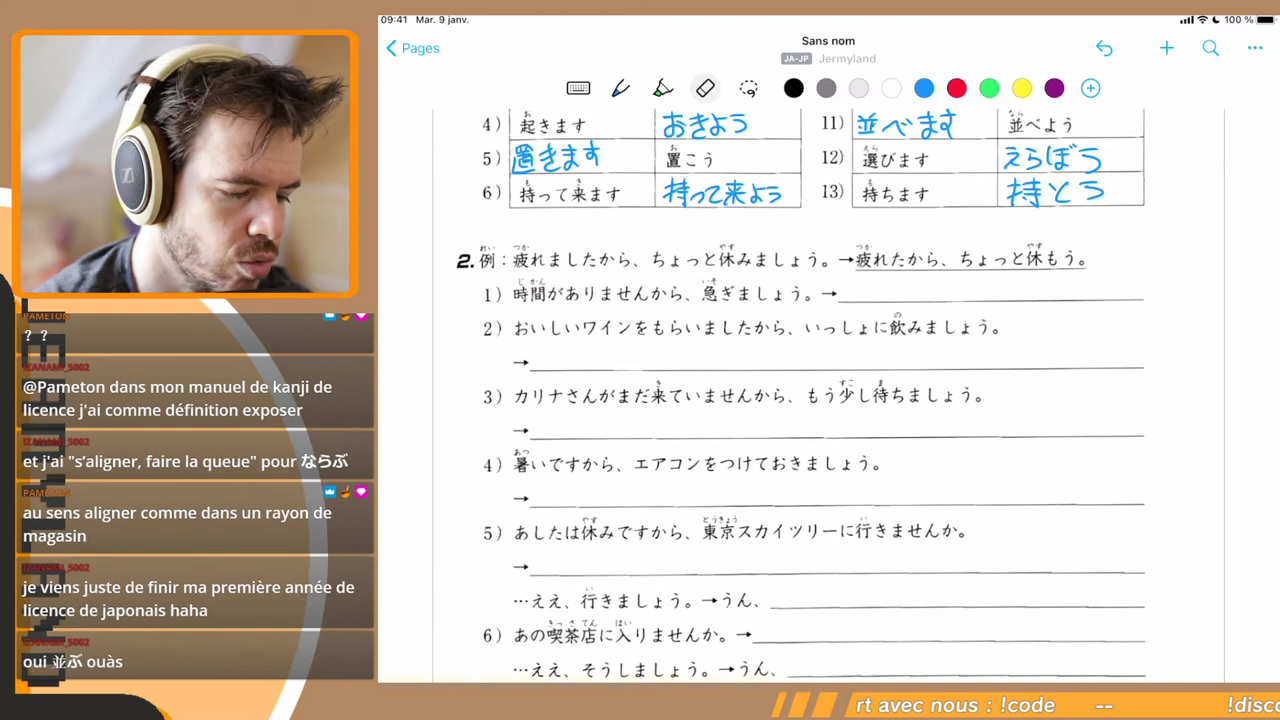 09:41 Mar. 9 janv.
100 %
Pages
Sans nom
JA-JP Jermyland
4) 起きます おきよう 11) 並べます 並べよう
5) 置きます 置こう 12) 選びます えらぼう
6) 持って来ます 持って来よう 13) 持ちます 持とう
2. 例：疲れましたから、ちょっと休みましょう。→疲れたから、ちょっと休もう。
1) 時間がありませんから、急ぎましょう。→
2) おいしいワインをもらいましたから、いっしょに飲みましょう。
→
3) カリナさんがまだ来ていませんから、もう少し待ちましょう。
→
4) 暑いですから、エアコンをつけておきましょう。
→
5) あしたは休みですから、東京スカイツリーに行きませんか。
→
…ええ、行きましょう。→うん、
6) あの喫茶店に入りませんか。→
…ええ、そうしましょう。→うん、
PAMETON
? ?
IZANAMI_5002
@Pameton dans mon manuel de kanji de
licence j'ai comme définition exposer
IZANAMI_5002
et j'ai "s’aligner, faire la queue" pour ならぶ
PAMETON
au sens aligner comme dans un rayon de
magasin
IZANAMI_5002
je viens juste de finir ma première année de
licence de japonais haha
IZANAMI_5002
oui 並ぶ ouàs
rt avec nous : !code -- !disco